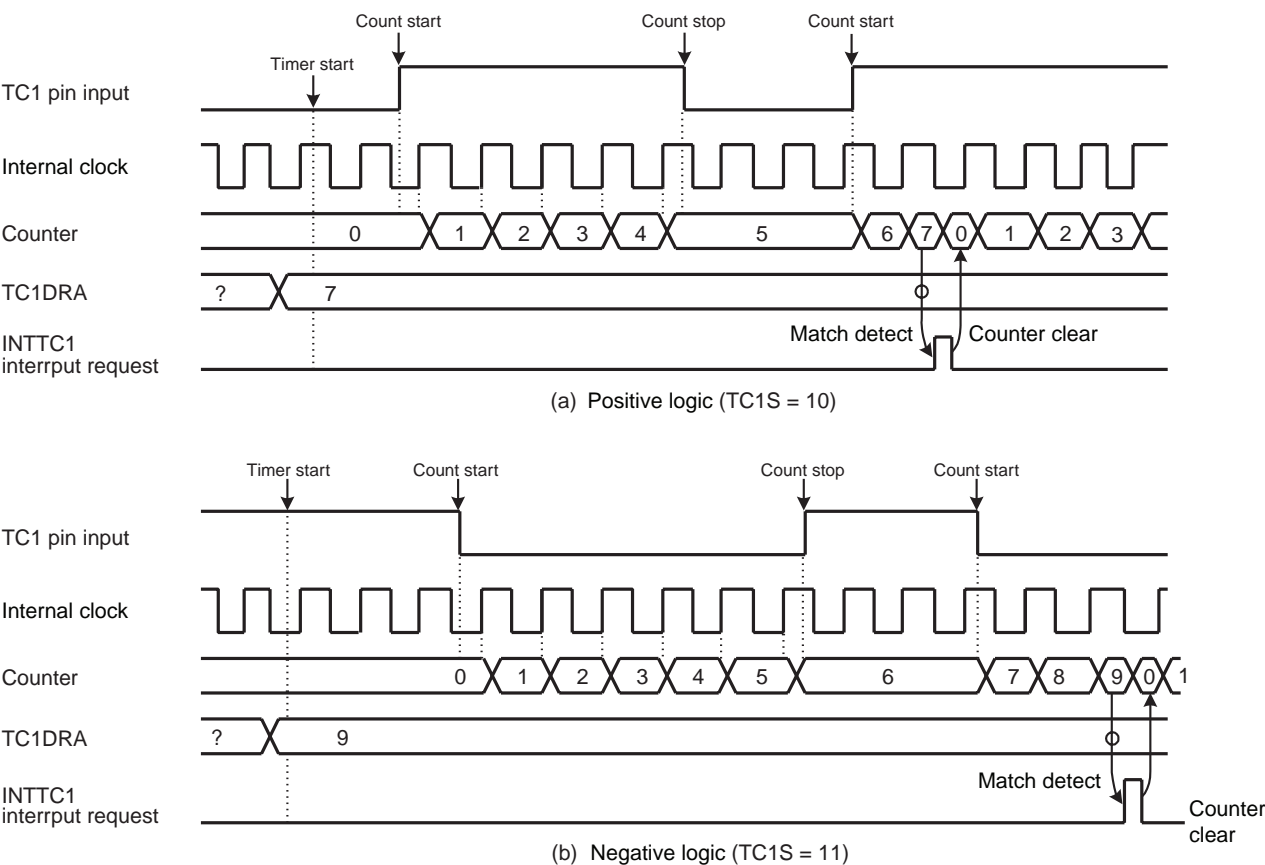 Count start Count stop Count start
Timer start
TC1 pin input
Internal clock
Counter 0 1 2 3 4 5 6 7 0 1 2 3
TC1DRA ? 7
INTTC1
interrput request
Match detect Counter clear
(a) Positive logic (TC1S = 10)
Timer start Count start Count stop Count start
TC1 pin input
Internal clock
Counter 0 1 2 3 4 5 6 7 8 9 0 1
TC1DRA ? 9
Match detect
INTTC1
interrput request
Counter
clear
(b) Negative logic (TC1S = 11)